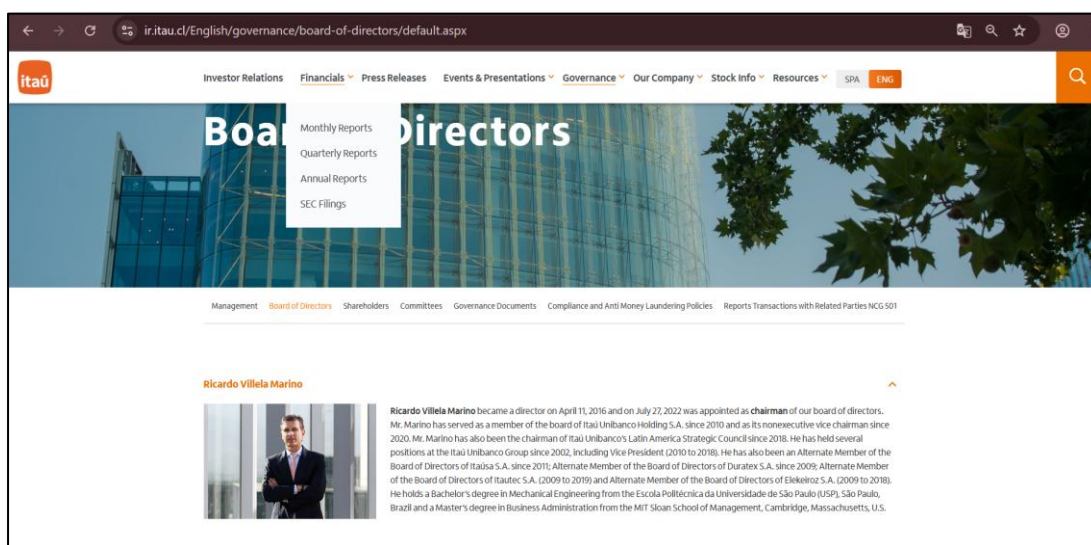 ir.itau.cl/English/governance/board-of-directors/default.aspx
itaú
Investor Relations Financials Press Releases Events & Presentations Governance Our Company Stock Info Resources SPA ENG
Directors
Monthly Reports
Quarterly Reports
Annual Reports
SEC Filings
Management Board of Directors Shareholders Committees Governance Documents Compliance and Anti Money Laundering Policies Reports Transactions with Related Parties NCG 501
Ricardo Villela Marino
Ricardo Villela Marino became a director on April 11, 2016 and on July 27, 2022 was appointed as chairman of our board of directors.
Mr. Marino has served as a member of the board of Itaú Unibanco Holding S.A. since 2010 and as its nonexecutive vice chairman since
2020. Mr. Marino has also been the chairman of Itaú Unibanco's Latin America Strategic Council since 2018. He has held several
positions at the Itaú Unibanco Group since 2002, including Vice President (2010 to 2018). He has also been an Alternate Member of the
Board of Directors of Itaúsa S.A. since 2011; Alternate Member of the Board of Directors of Duratex S.A. since 2009; Alternate Member
of the Board of Directors of Itautec S.A. (2009 to 2019) and Alternate Member of the Board of Directors of Elekeiroz S.A. (2009 to 2018).
He holds a Bachelor's degree in Mechanical Engineering from the Escola Politécnica da Universidade de São Paulo (USP), São Paulo,
Brazil and a Master's degree in Business Administration from the MIT Sloan School of Management, Cambridge, Massachusetts, U.S.